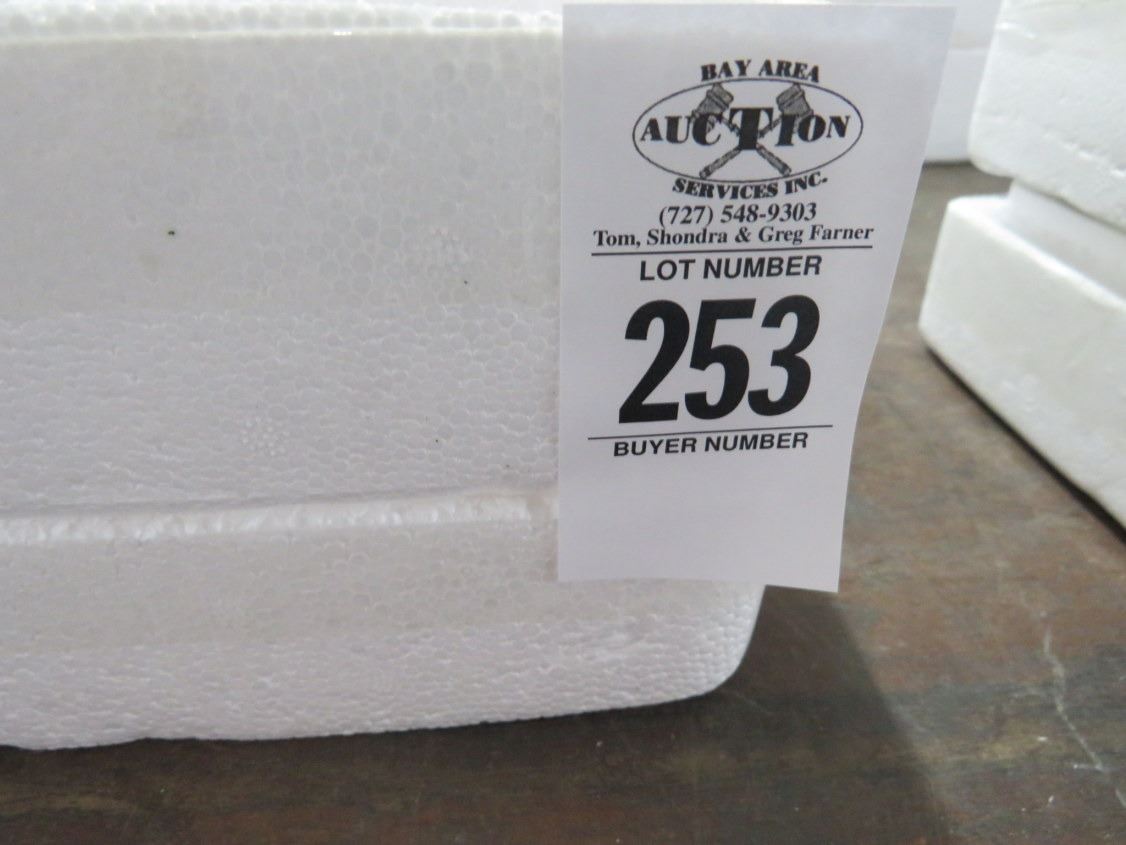 BAY AREA
AUCTION
SERVICES INC.
(727) 548-9303
Tom, Shondra & Greg Farner
LOT NUMBER
253
BUYER NUMBER